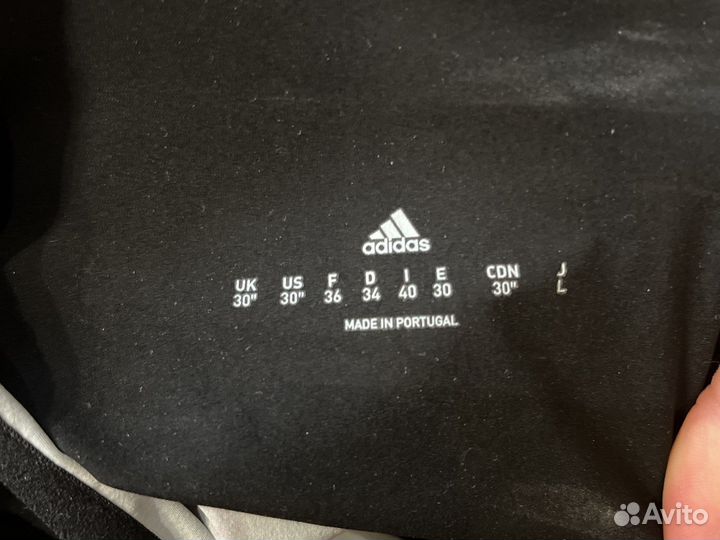 adidas
UK US F D I E CDN J
30" 30" 36 34 40 30 30" L
MADE IN PORTUGAL
Avito